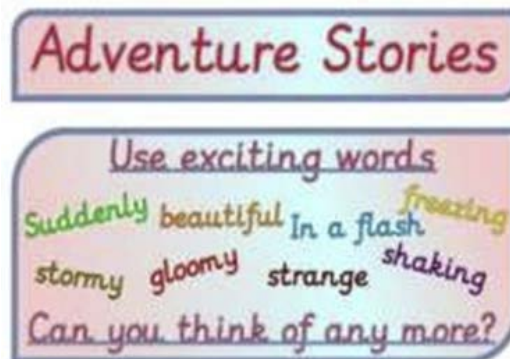 Adventure Stories
Use exciting words
Suddenly beautiful In a flash freezing
stormy gloomy strange shaking
Can you think of any more?